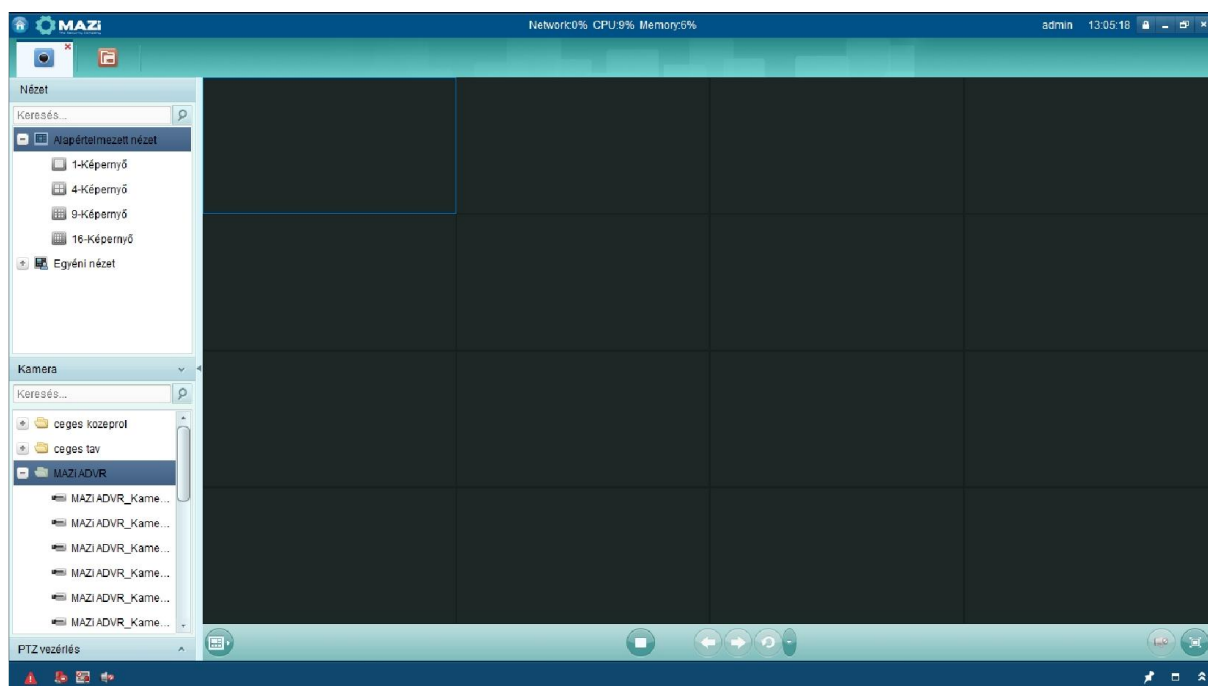 MAZi
Network:0% CPU:9% Memory:6%
admin 13:05:18
Nézet
Keresés...
Alapértelmezett nézet
1-Képernyő
4-Képernyő
9-Képernyő
16-Képernyő
Egyéni nézet
Kamera
Keresés...
ceges kozeprol
ceges tav
MAZi ADVR
MAZi ADVR_Kame...
MAZi ADVR_Kame...
MAZi ADVR_Kame...
MAZi ADVR_Kame...
MAZi ADVR_Kame...
MAZi ADVR_Kame...
PTZ vezérlés